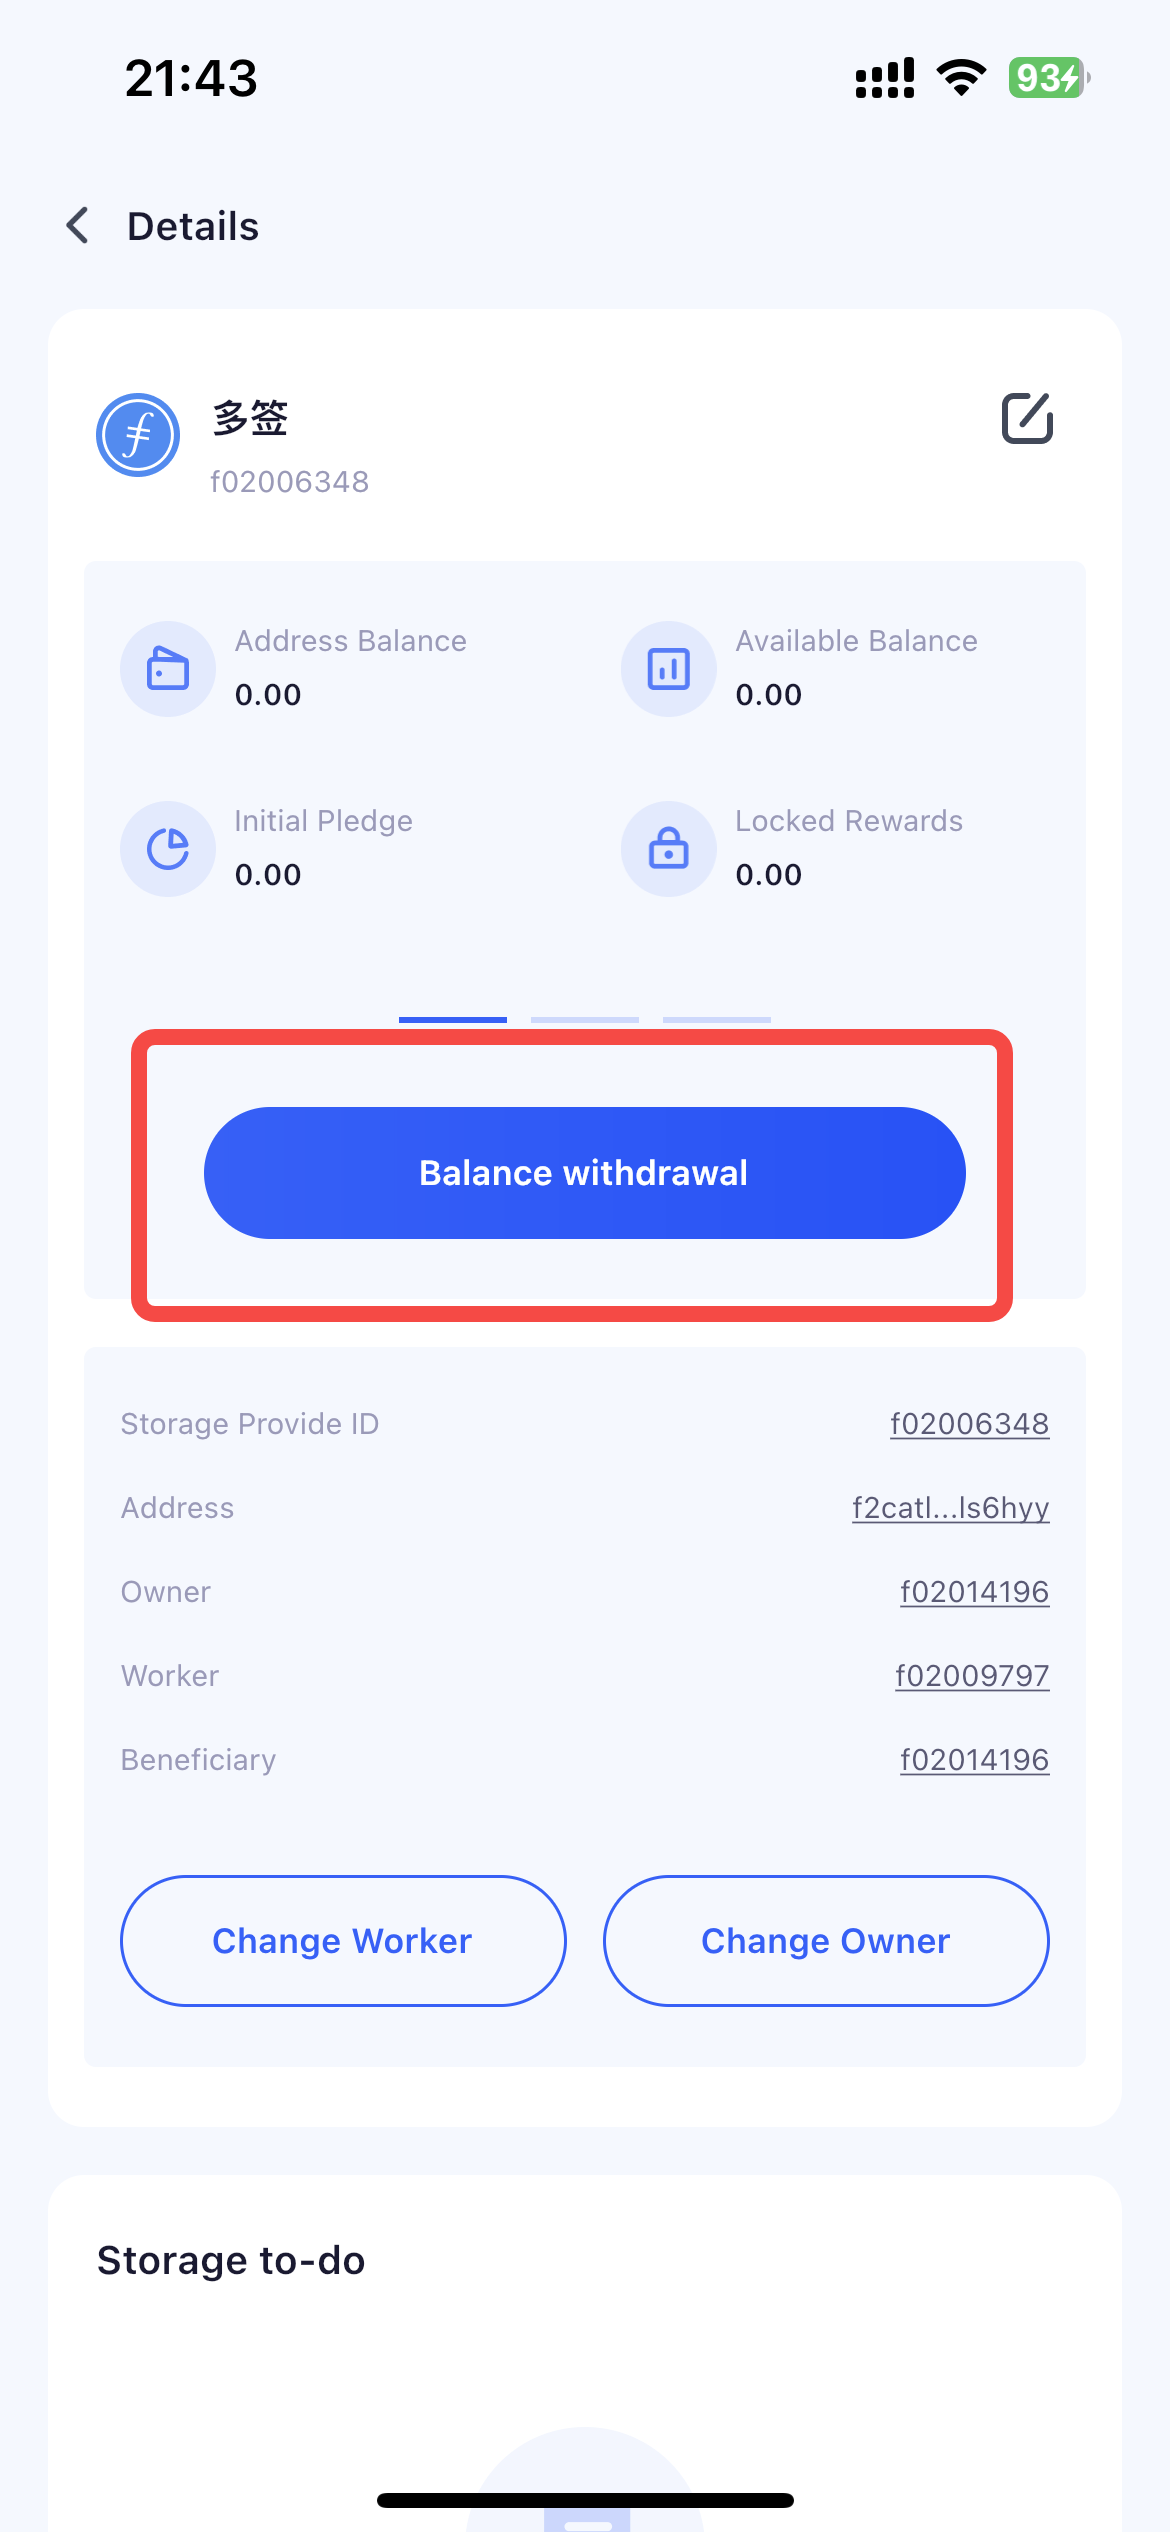 21:43
93
Details
多签
f02006348
Address Balance
0.00
Available Balance
0.00
Initial Pledge
0.00
Locked Rewards
0.00
Balance withdrawal
Storage Provide ID
f02006348
Address
f2catl...ls6hyy
Owner
f02014196
Worker
f02009797
Beneficiary
f02014196
Change Worker
Change Owner
Storage to-do